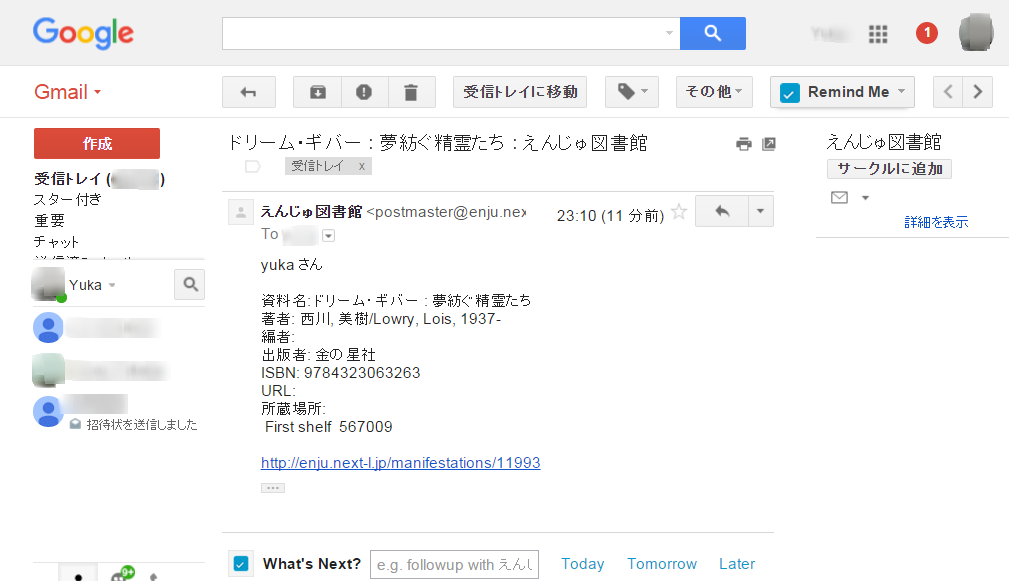 Google
1
Gmail
受信トレイに移動
その他
Remind Me
作成
受信トレイ ( )
スター付き
重要
チャット
Yuka
招待状を送信しました
9+
ドリーム・ギバー : 夢紡ぐ精霊たち : えんじゅ図書館
受信トレイ x
えんじゅ図書館 <postmaster@enju.nex
23:10 (11 分前)
To
yuka さん
資料名: ドリーム・ギバー : 夢紡ぐ精霊たち
著者: 西川, 美樹/Lowry, Lois, 1937-
編者:
出版者: 金の星社
ISBN: 9784323063263
URL:
所蔵場所:
First shelf 567009
http://enju.next-l.jp/manifestations/11993
What's Next?
e.g. followup with えんし
Today
Tomorrow
Later
えんじゅ図書館
サークルに追加
詳細を表示